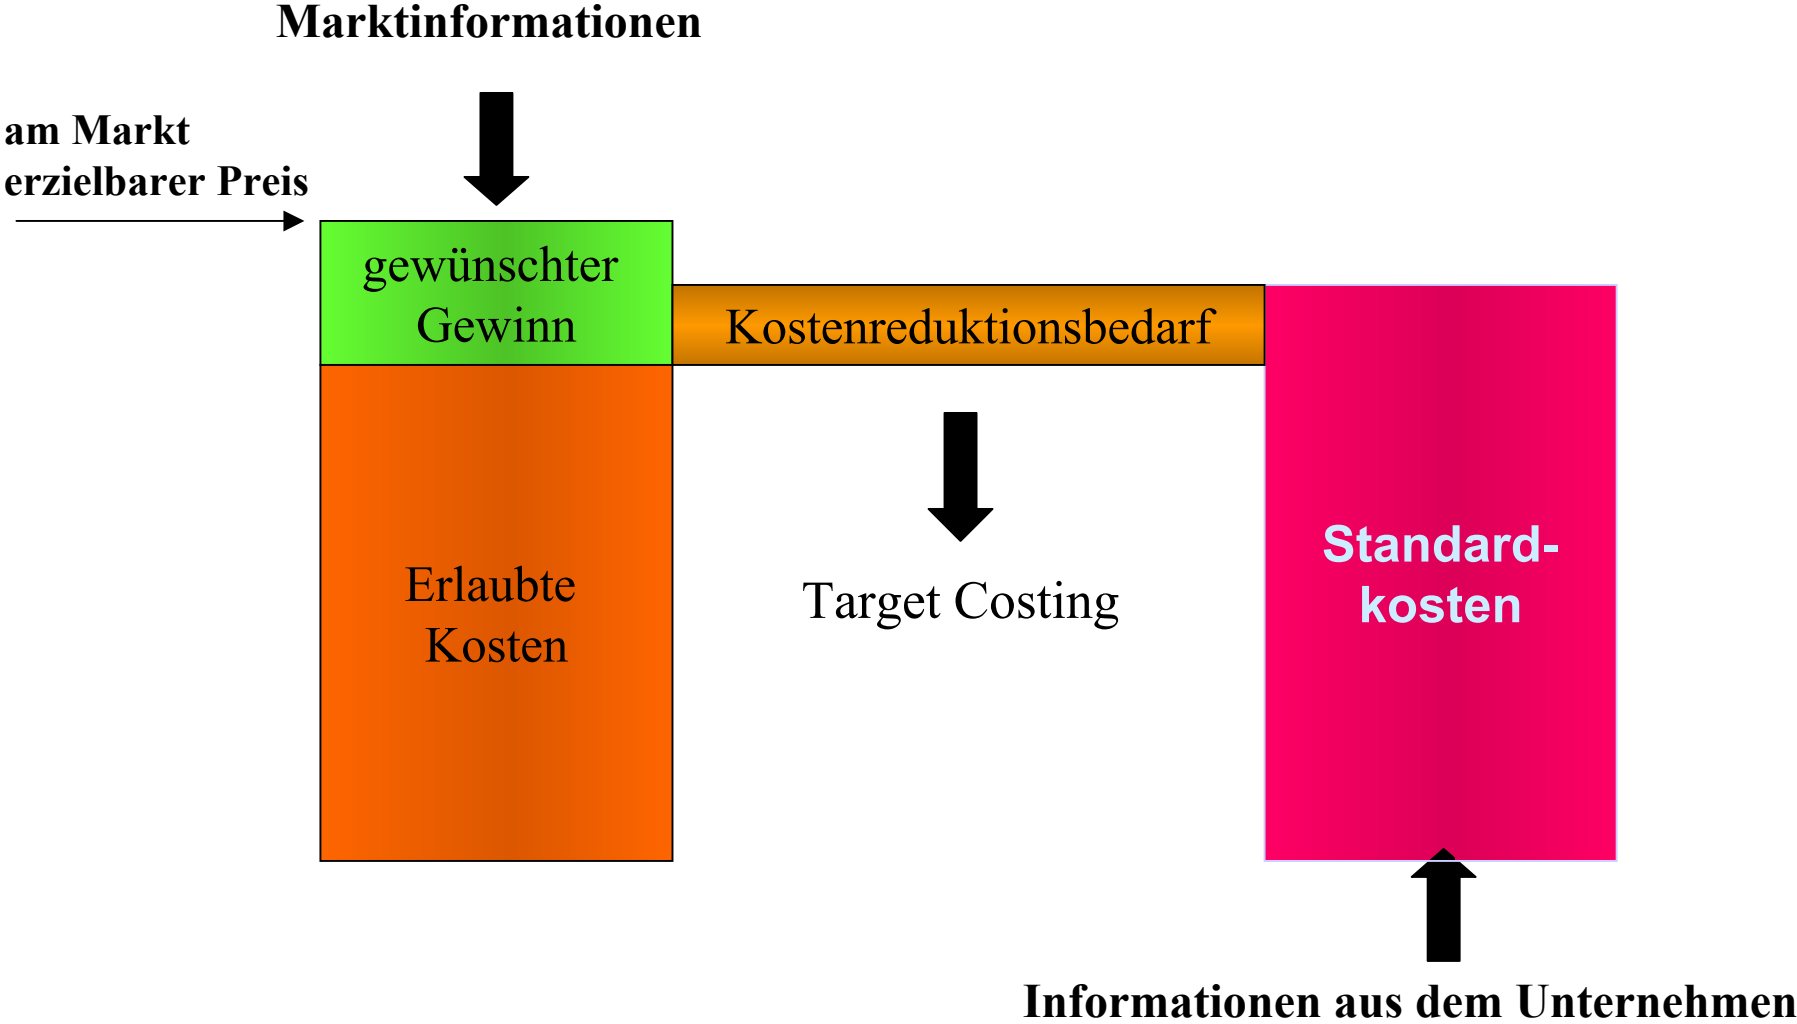 Marktinformationen
am Markt
erzielbarer Preis
gewünschter
Gewinn
Kostenreduktionsbedarf
Erlaubte
Kosten
Target Costing
Standard-
kosten
Informationen aus dem Unternehmen